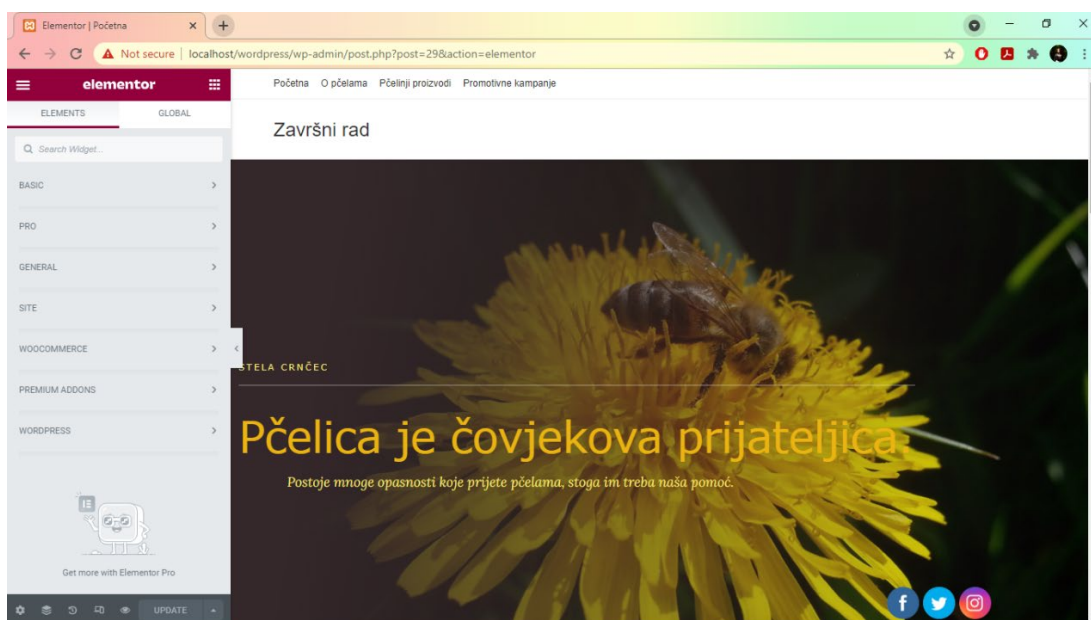 Elementor | Početna
Not secure | localhost/wordpress/wp-admin/post.php?post=29&action=elementor
elementor
ELEMENTS GLOBAL
Search Widget...
BASIC
PRO
GENERAL
SITE
WOOCOMMERCE
PREMIUM ADDONS
WORDPRESS
Get more with Elementor Pro
UPDATE
Početna O pčelama Pčelinji proizvodi Promotivne kampanje
Završni rad
STELA CRNČEC
Pčelica je čovjekova prijateljica.
Postoje mnoge opasnosti koje prijete pčelama, stoga im treba naša pomoć.